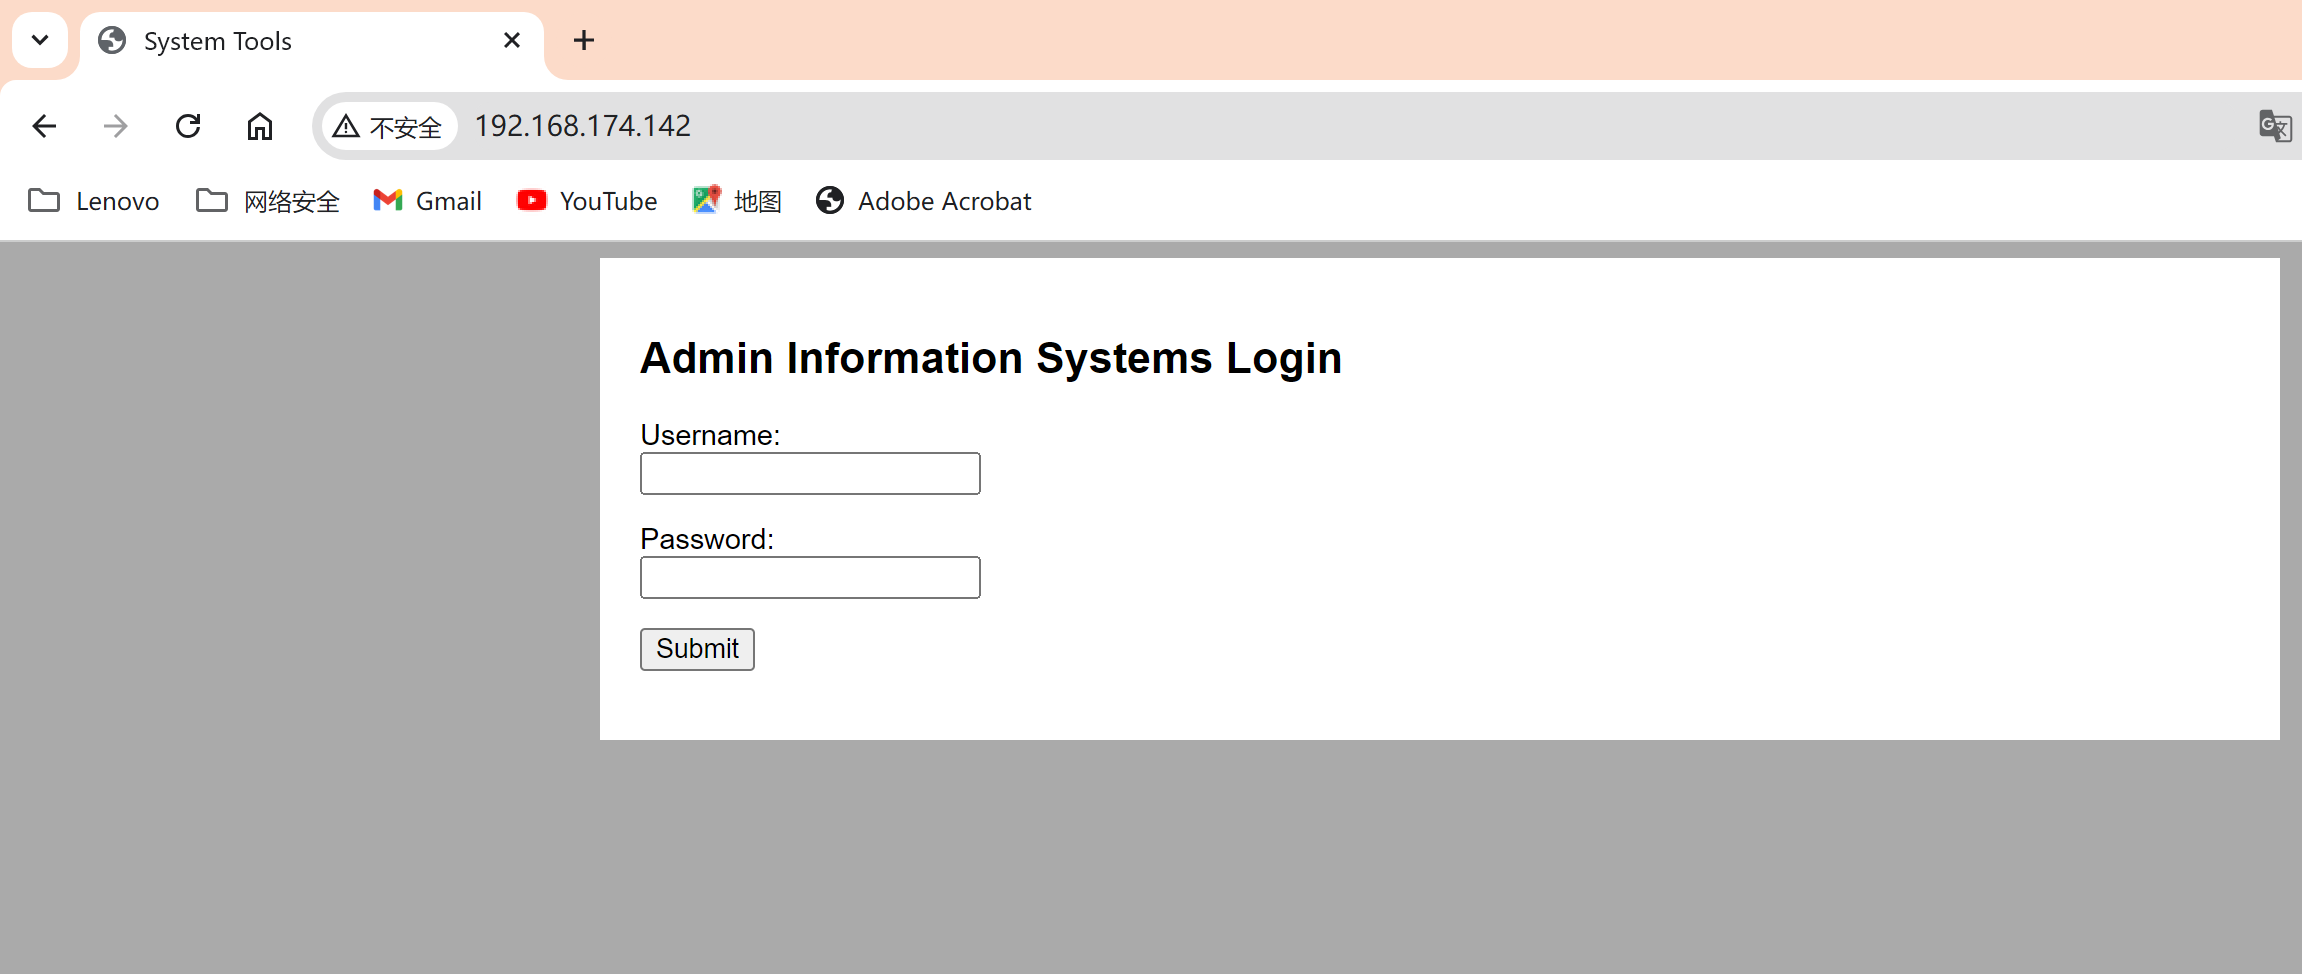 System Tools
不安全 192.168.174.142
Lenovo 网络安全 Gmail YouTube 地图 Adobe Acrobat
Admin Information Systems Login
Username:
Password:
Submit